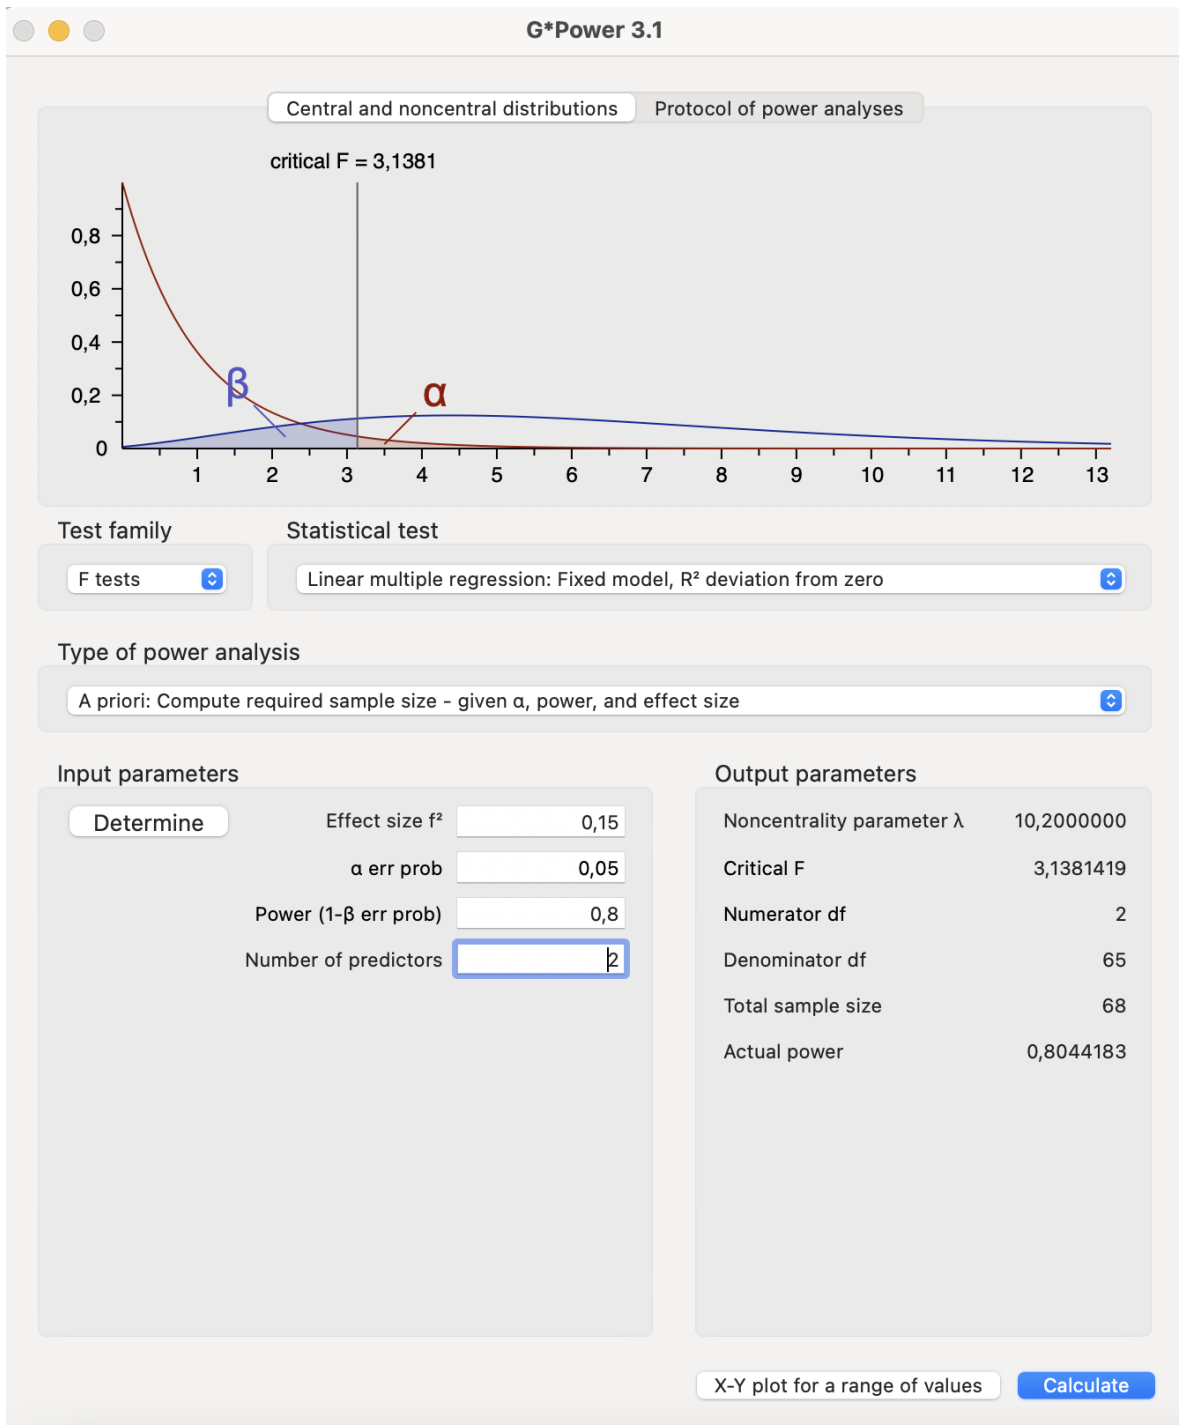 G*Power 3.1
Central and noncentral distributions
Protocol of power analyses
critical F = 3,1381
0,8
0,6
0,4
0,2
0
β
α
1 2 3 4 5 6 7 8 9 10 11 12 13
Test family
Statistical test
F tests
Linear multiple regression: Fixed model, R² deviation from zero
Type of power analysis
A priori: Compute required sample size - given α, power, and effect size
Input parameters
Determine
Effect size f² 0,15
α err prob 0,05
Power (1-β err prob) 0,8
Number of predictors 2
Output parameters
Noncentrality parameter λ 10,2000000
Critical F 3,1381419
Numerator df 2
Denominator df 65
Total sample size 68
Actual power 0,8044183
X-Y plot for a range of values
Calculate